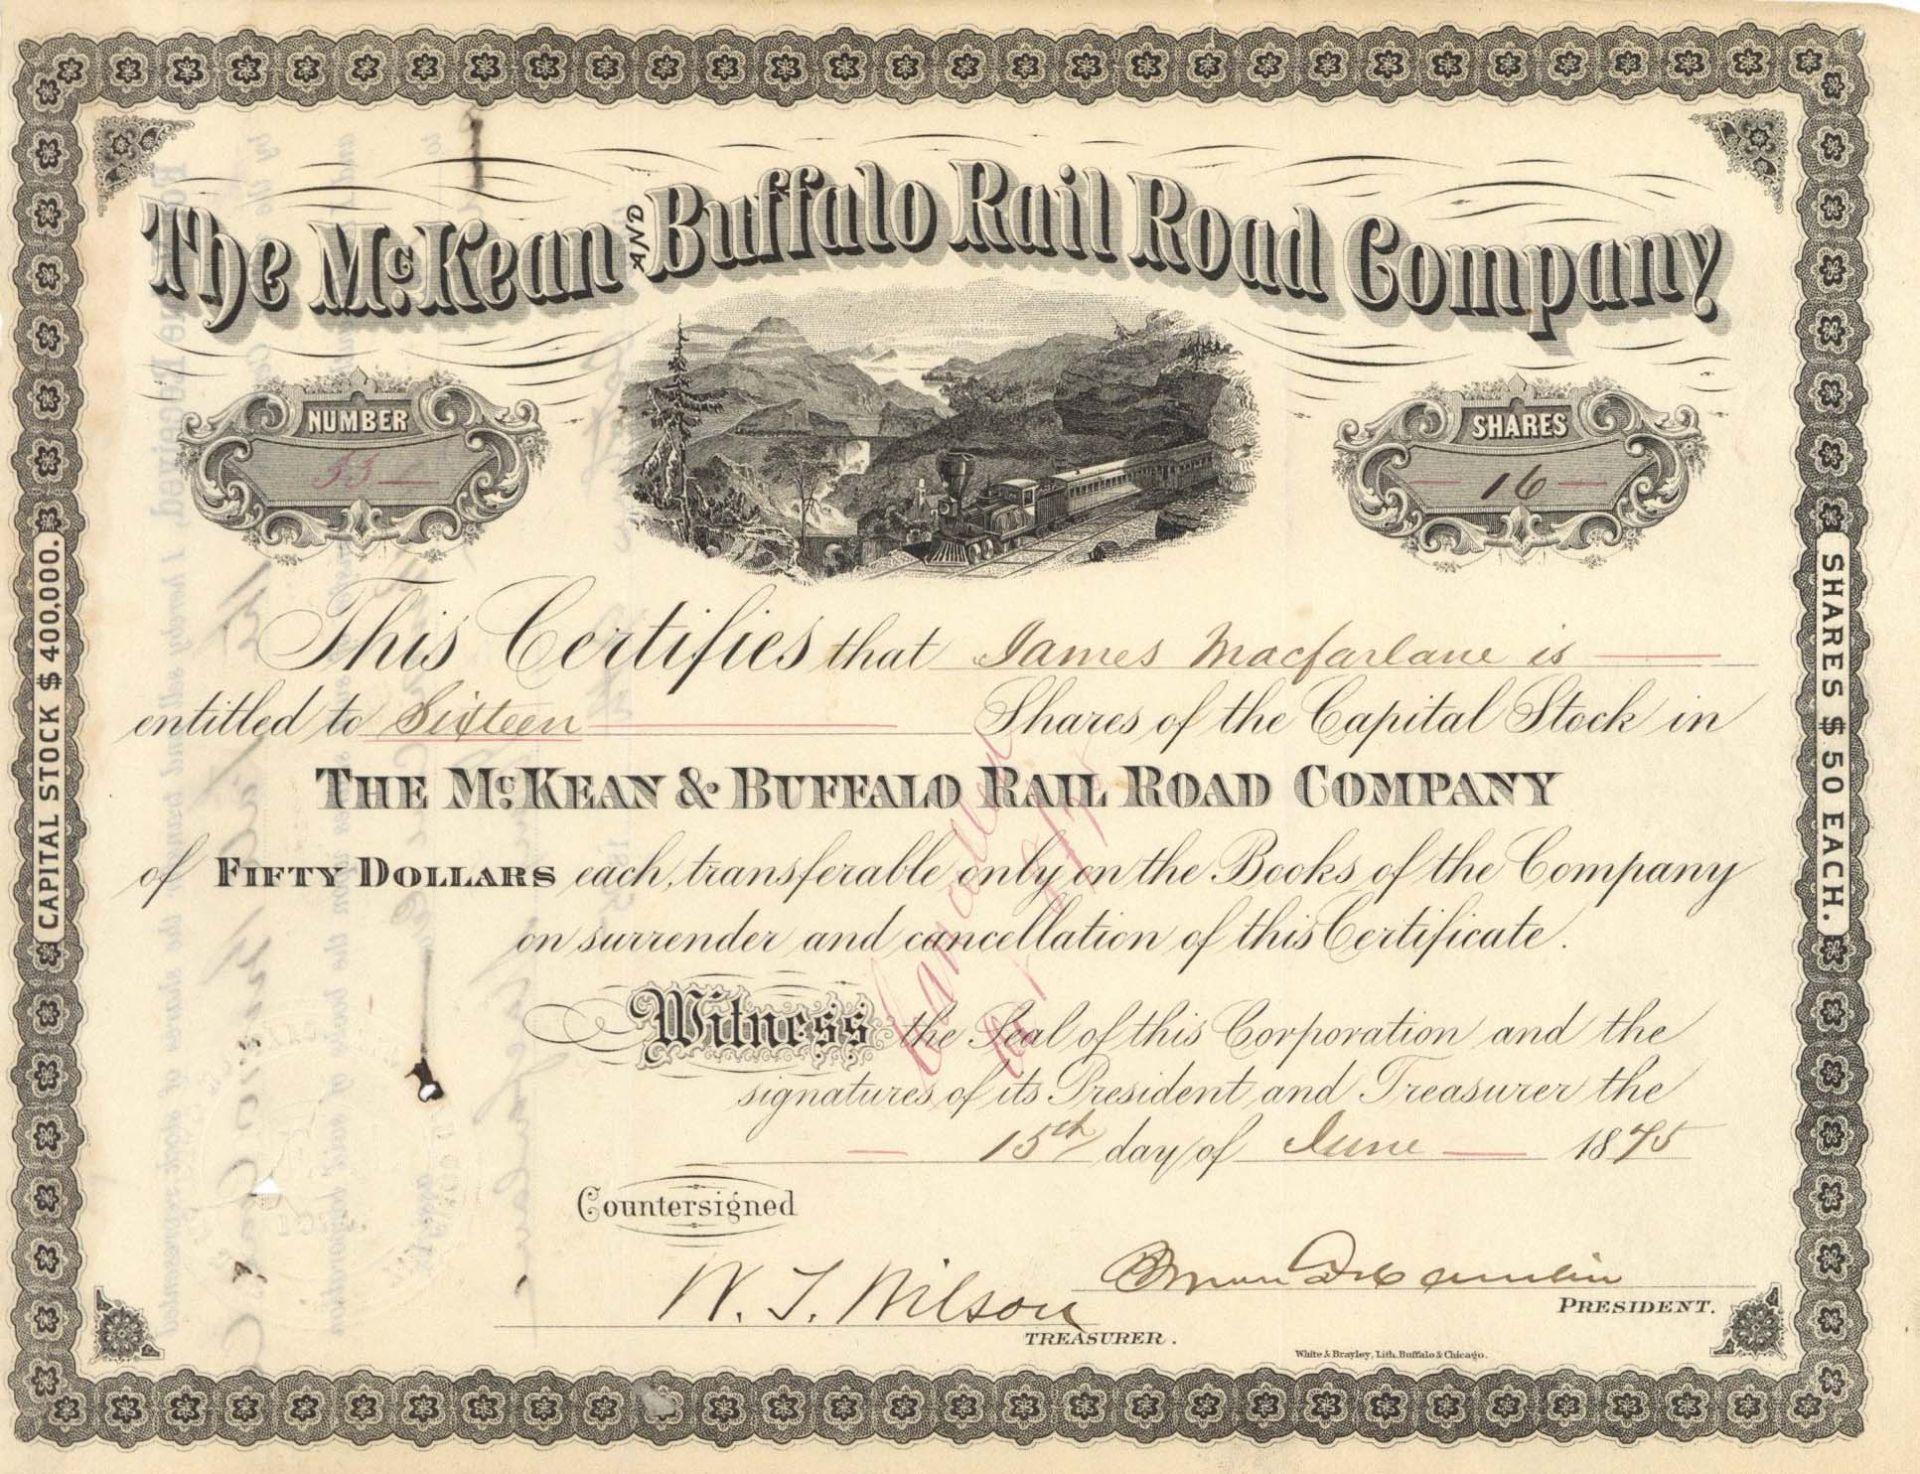 The McKean AND Buffalo Rail Road Company
NUMBER
33
SHARES
16
CAPITAL STOCK $400,000.
SHARES $50 EACH.
This Certifies that James Macfarlane is
entitled to Sixteen Shares of the Capital Stock in
THE McKEAN & BUFFALO RAIL ROAD COMPANY
of FIFTY DOLLARS each, transferable only on the Books of the Company
on surrender and cancellation of this Certificate.
Witness the Seal of this Corporation and the
signatures of its President and Treasurer the
15th day of June 1875
Cancelled
Countersigned
W. T. Wilson
TREASURER.
PRESIDENT.
White & Brayley, Lith. Buffalo & Chicago.